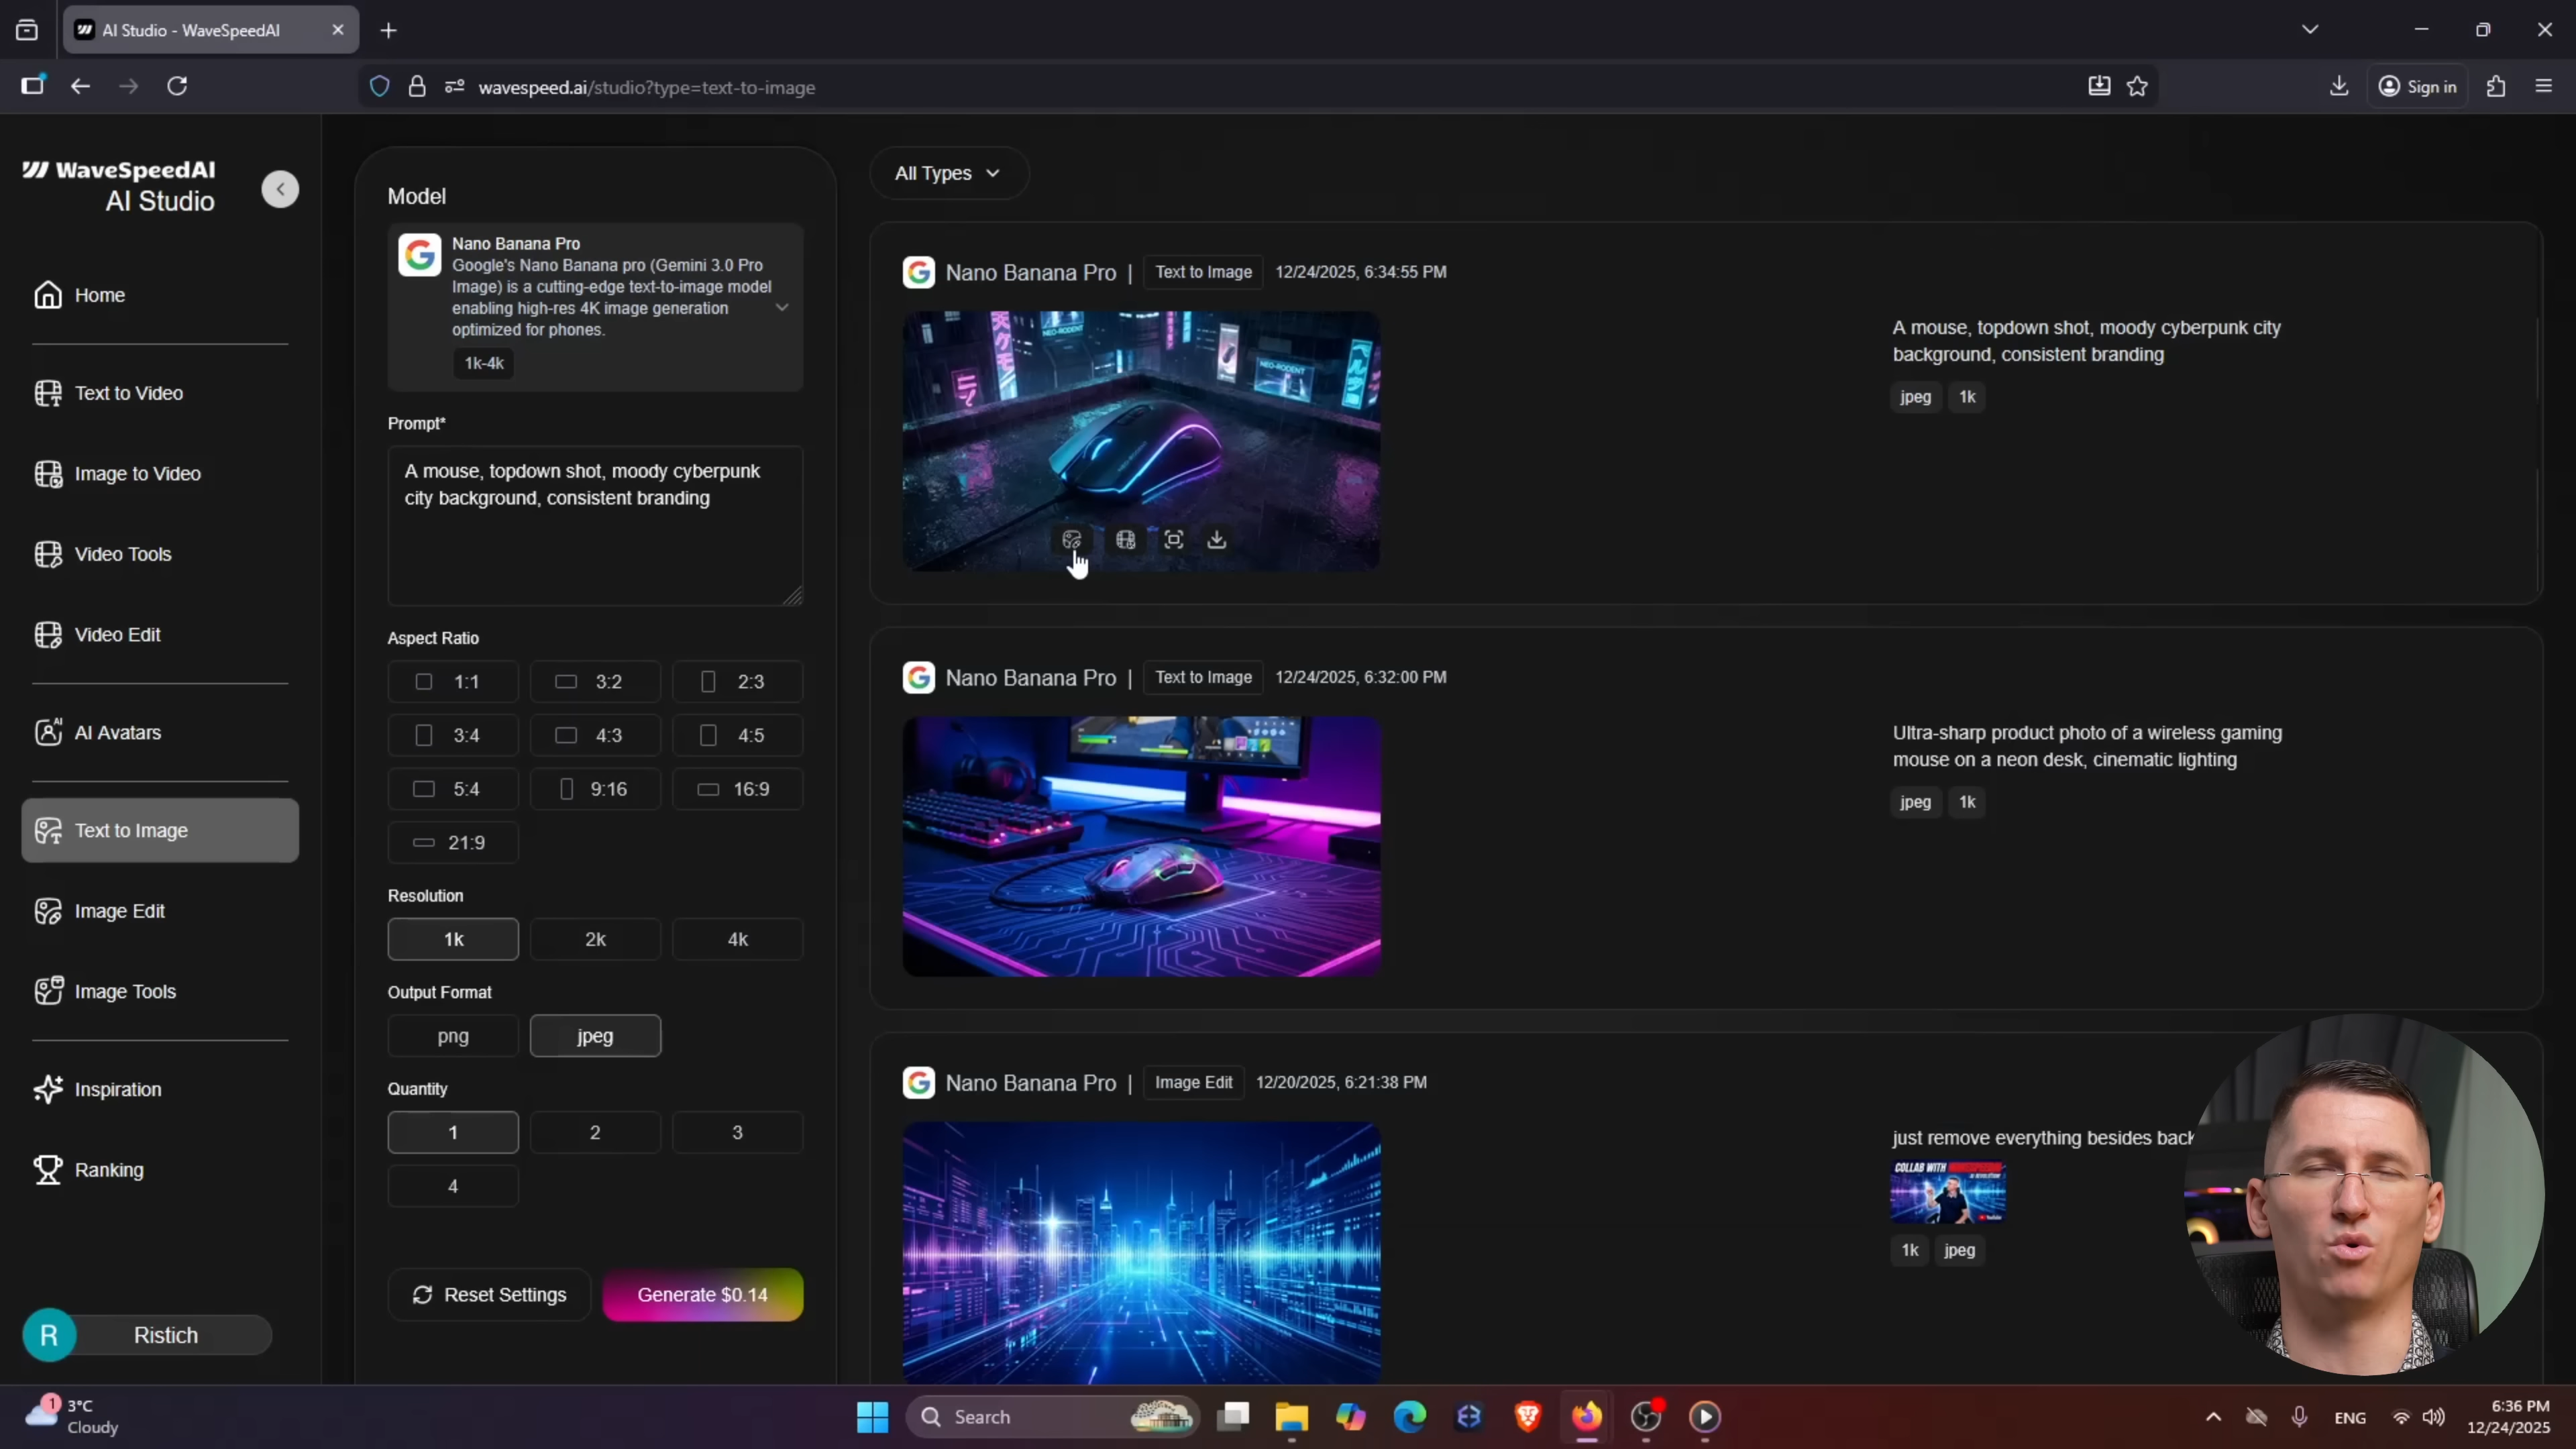 AI Studio - WaveSpeedAI
wavespeed.ai/studio?type=text-to-image
Sign in
WaveSpeedAI
AI Studio
Home
Text to Video
Image to Video
Video Tools
Video Edit
AI Avatars
Text to Image
Image Edit
Image Tools
Inspiration
Ranking
R
Ristich
Model
Nano Banana Pro
Google's Nano Banana pro (Gemini 3.0 Pro
Image) is a cutting-edge text-to-image model
enabling high-res 4K image generation
optimized for phones.
1k-4k
Prompt*
A mouse, topdown shot, moody cyberpunk
city background, consistent branding
Aspect Ratio
1:1 3:2 2:3
3:4 4:3 4:5
5:4 9:16 16:9
21:9
Resolution
1k 2k 4k
Output Format
png jpeg
Quantity
1 2 3
4
Reset Settings Generate $0.14
All Types
Nano Banana Pro | Text to Image 12/24/2025, 6:34:55 PM
NEO-RODENT
NEO-RODENT
A mouse, topdown shot, moody cyberpunk city
background, consistent branding
jpeg 1k
Nano Banana Pro | Text to Image 12/24/2025, 6:32:00 PM
Ultra-sharp product photo of a wireless gaming
mouse on a neon desk, cinematic lighting
jpeg 1k
Nano Banana Pro | Image Edit 12/20/2025, 6:21:38 PM
just remove everything besides back
COLLAB WITH
1k jpeg
1
3°C
Cloudy
Search
ENG
6:36 PM
12/24/2025